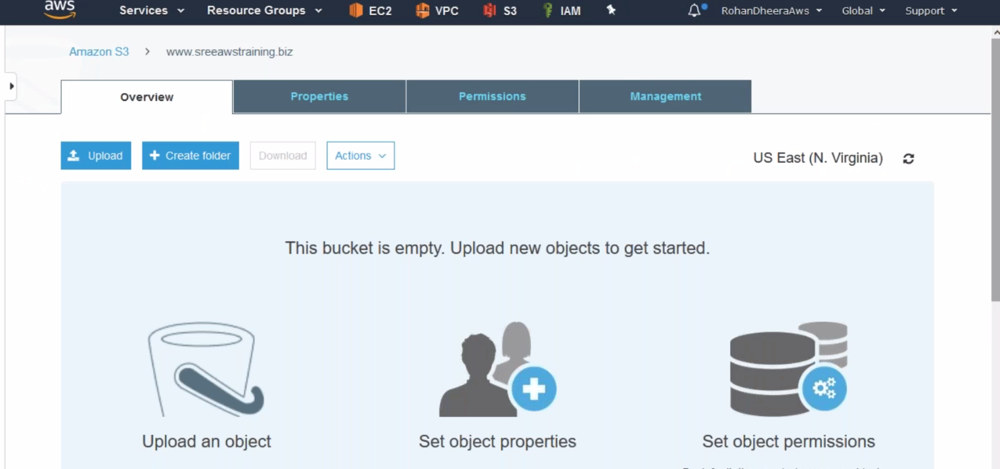 aws Services Resource Groups EC2 VPC S3 IAM RohanDheeraAws Global Support
Amazon S3 > www.sreeawstraining.biz
Overview Properties Permissions Management
Upload Create folder Download Actions US East (N. Virginia)
This bucket is empty. Upload new objects to get started.
Upload an object Set object properties Set object permissions